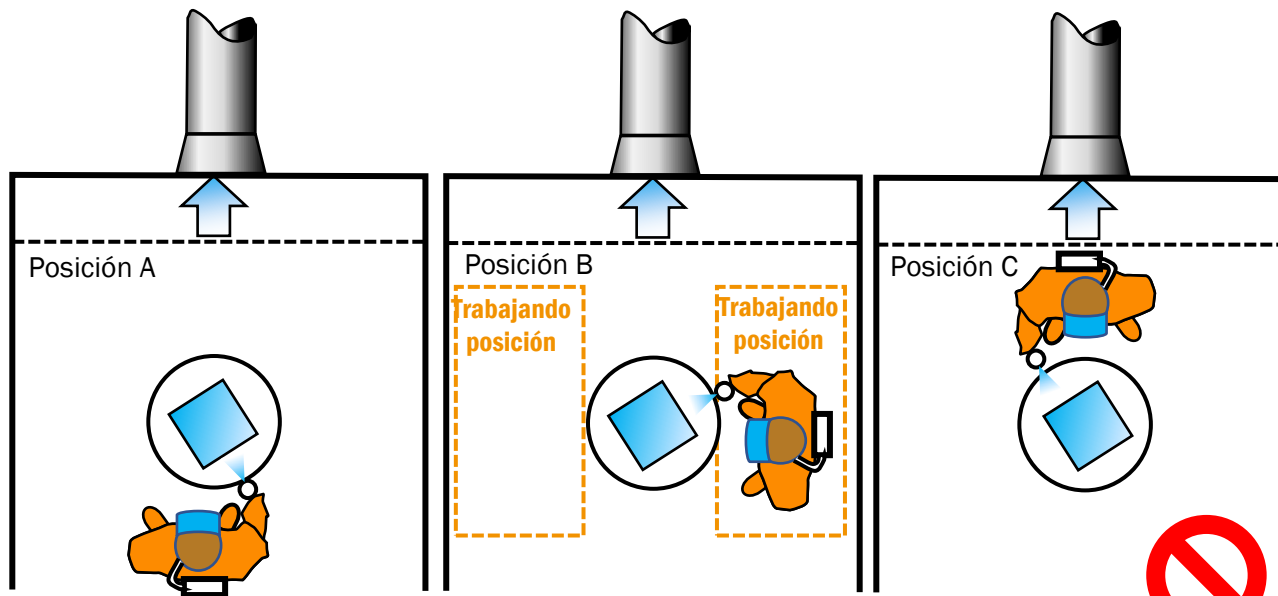 Posición A
Posición B
Trabajando
posición
Trabajando
posición
Posición C